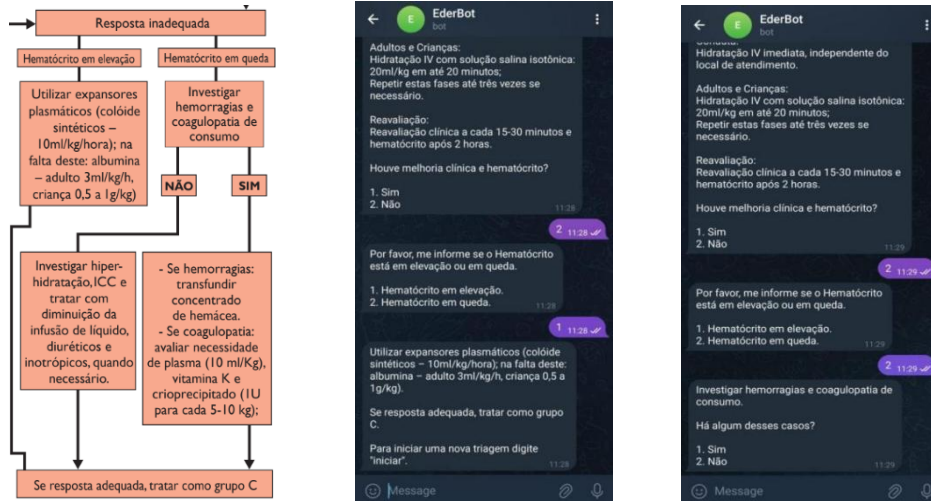 Resposta inadequada
Hematócrito em elevação
Hematócrito em queda
Utilizar expansores
plasmáticos (colóide
sintéticos –
10ml/kg/hora); na
falta deste: albumina
– adulto 3ml/kg/h,
criança 0,5 a 1g/kg)
Investigar
hemorragias e
coagulopatia de
consumo
NÃO
SIM
Investigar hiper-
hidratação, ICC e
tratar com
diminuição da
infusão de líquido,
diuréticos e
inotrópicos, quando
necessário.
- Se hemorragias:
transfundir
concentrado
de hemácea.
- Se coagulopatia:
avaliar necessidade
de plasma (10 ml/Kg),
vitamina K e
crioprecipitado (1U
para cada 5-10 kg);
Se resposta adequada, tratar como grupo C
E
EderBot
bot
Adultos e Crianças:
Hidratação IV com solução salina isotônica:
20ml/kg em até 20 minutos;
Repetir estas fases até três vezes se
necessário.
Reavaliação:
Reavaliação clínica a cada 15-30 minutos e
hematócrito após 2 horas.
Houve melhoria clínica e hematócrito?
1. Sim
2. Não
11:28
2 11:28
Por favor, me informe se o Hematócrito
está em elevação ou em queda.
1. Hematócrito em elevação.
2. Hematócrito em queda.
11:28
1 11:28
Utilizar expansores plasmáticos (colóide
sintéticos – 10ml/kg/hora); na falta deste:
albumina – adulto 3ml/kg/h, criança 0,5 a
1g/kg).
Se resposta adequada, tratar como grupo
C.
Para iniciar uma nova triagem digite
"iniciar".
11:28
Message
E
EderBot
bot
Conduta:
Hidratação IV imediata, independente do
local de atendimento.
Adultos e Crianças:
Hidratação IV com solução salina isotônica:
20ml/kg em até 20 minutos;
Repetir estas fases até três vezes se
necessário.
Reavaliação:
Reavaliação clínica a cada 15-30 minutos e
hematócrito após 2 horas.
Houve melhoria clínica e hematócrito?
1. Sim
2. Não
11:29
2 11:29
Por favor, me informe se o Hematócrito
está em elevação ou em queda.
1. Hematócrito em elevação.
2. Hematócrito em queda.
11:29
2 11:29
Investigar hemorragias e coagulopatia de
consumo.
Há algum desses casos?
1. Sim
2. Não
11:29
Message